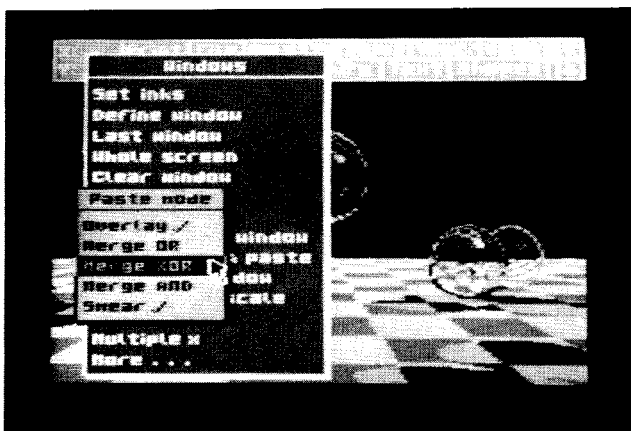 Windows
Set inks
Define window
Last window
Whole screen
Clear window
Paste mode
Overlay ✓
Merge OR
window
paste
Merge XOR
dow
Merge AND
cale
Smear ✓
Multiple x
More . . .